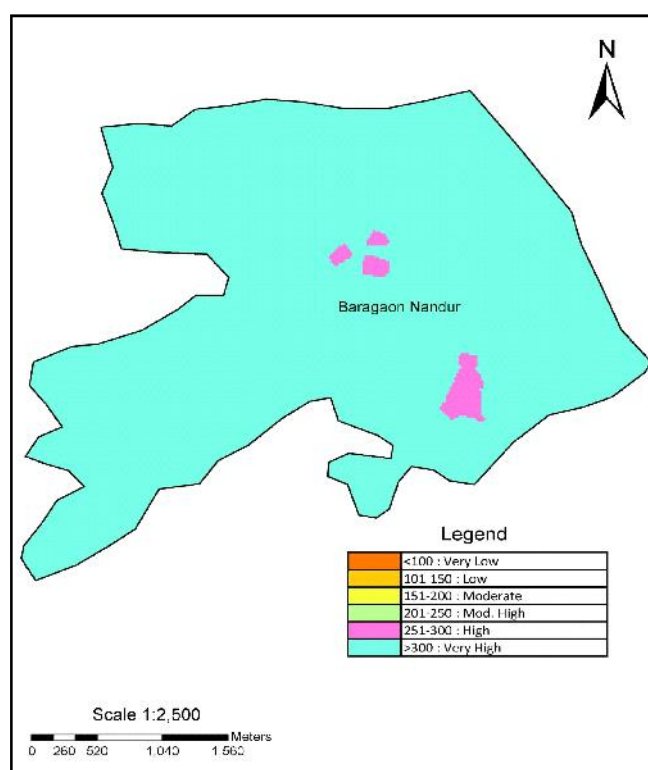 N
Baragaon Nandur
Legend
<100 : Very Low
101-150 : Low
151-200 : Moderate
201-250 : Mod. High
251-300 : High
>300 : Very High
Scale 1:2,500
Meters
0 260 520 1,040 1,560